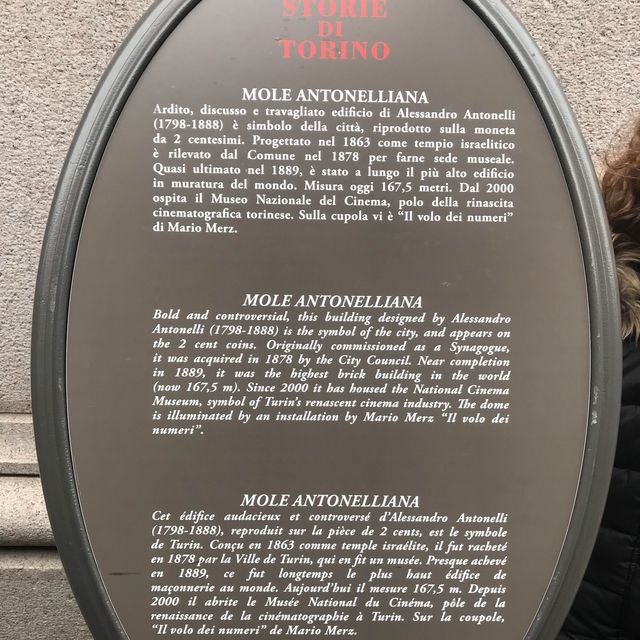 STORIE
DI
TORINO
MOLE ANTONELLIANA
Ardito, discusso e travagliato edificio di Alessandro Antonelli
(1798-1888) è simbolo della città, riprodotto sulla moneta
da 2 centesimi. Progettato nel 1863 come tempio israelitico
è rilevato dal Comune nel 1878 per farne sede museale.
Quasi ultimato nel 1889, è stato a lungo il più alto edificio
in muratura del mondo. Misura oggi 167,5 metri. Dal 2000
ospita il Museo Nazionale del Cinema, polo della rinascita
cinematografica torinese. Sulla cupola vi è “Il volo dei numeri”
di Mario Merz.
MOLE ANTONELLIANA
Bold and controversial, this building designed by Alessandro
Antonelli (1798-1888) is the symbol of the city, and appears on
the 2 cent coins. Originally commissioned as a Synagogue,
it was acquired in 1878 by the City Council. Near completion
in 1889, it was the highest brick building in the world
(now 167,5 m). Since 2000 it has housed the National Cinema
Museum, symbol of Turin’s renascent cinema industry. The dome
is illuminated by an installation by Mario Merz “Il volo dei
numeri”.
MOLE ANTONELLIANA
Cet édifice audacieux et controversé d’Alessandro Antonelli
(1798-1888), reproduit sur la pièce de 2 cents, est le symbole
de Turin. Conçu en 1863 comme temple israélite, il fut racheté
en 1878 par la Ville de Turin, qui en fit un musée. Presque achevé
en 1889, ce fut longtemps le plus haut édifice de
maçonnerie au monde. Aujourd’hui il mesure 167,5 m. Depuis
2000 il abrite le Musée National du Cinéma, pôle de la
renaissance de la cinématographie à Turin. Sur la coupole,
“Il volo dei numeri” de Mario Merz.